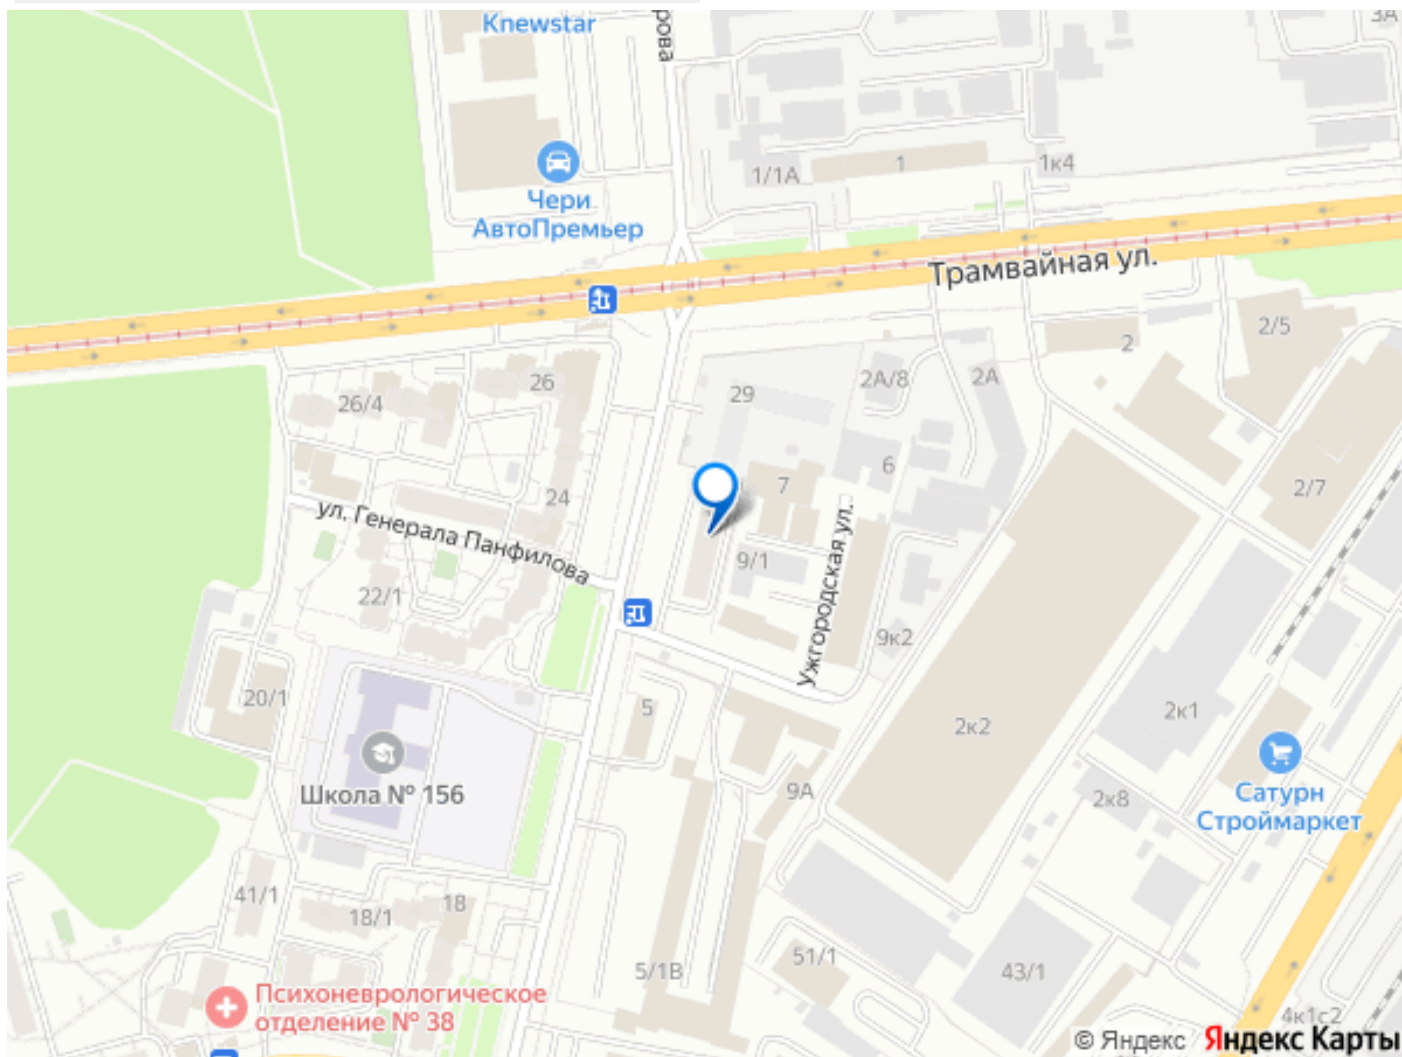 Knewstar
рова
3А
Чери
АвтоПремьер
1/1А
1
1к4
Трамвайная ул.
26
26/4
29
2А/8
2А
2
2/5
24
7
6
2/7
ул. Генерала Панфилова
9/1
Ужгородская ул.
22/1
9к2
20/1
5
2к2
2к1
Школа № 156
9А
2к8
Сатурн
Строймаркет
41/1
18/1
18
5/1В
51/1
43/1
Психоневрологическое
отделение № 38
4к1с2
© Яндекс Яндекс Карты